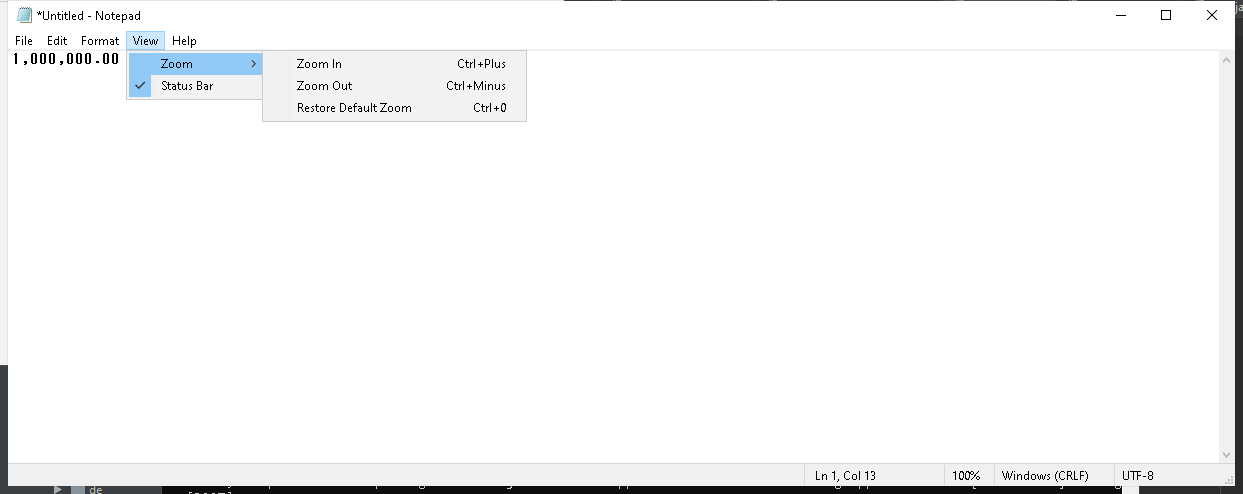 *Untitled - Notepad
File Edit Format View Help
1,000,000.00
Zoom
Status Bar
Zoom In Ctrl+Plus
Zoom Out Ctrl+Minus
Restore Default Zoom Ctrl+0
Ln 1, Col 13 100% Windows (CRLF) UTF-8
de